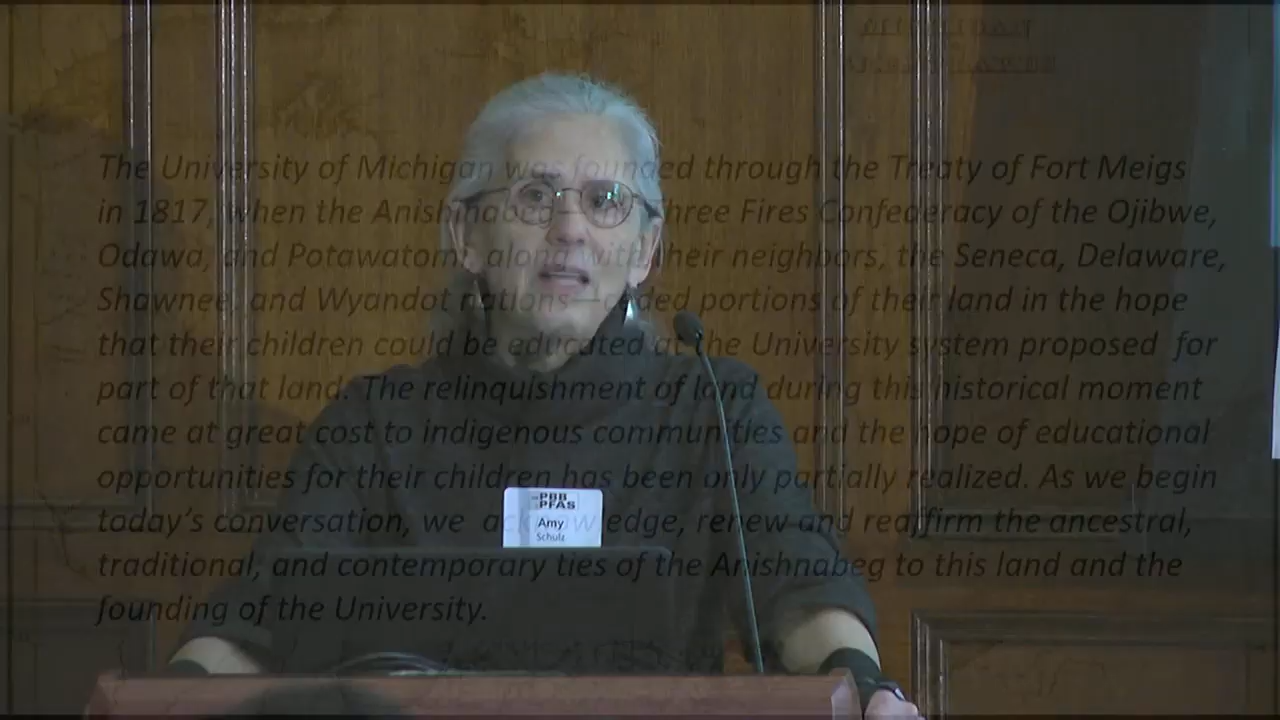 The University of Michigan was founded through the Treaty of Fort Meigs
in 1817, when the Anishinabeg Three Fires Confederacy of the Ojibwe,
Odawa, and Potawatomi along with their neighbors, the Seneca, Delaware,
Shawnee, and Wyandot nations—ceded portions of their land in the hope
that their children could be educated at the University system proposed for
part of that land. The relinquishment of land during this historical moment
came at great cost to indigenous communities and the hope of educational
opportunities for their children has been only partially realized. As we begin
PBB
PFAS
Amy
Schulz
today's conversation, we acknowledge, renew and reaffirm the ancestral,
traditional, and contemporary ties of the Anishnabeg to this land and the
founding of the University.